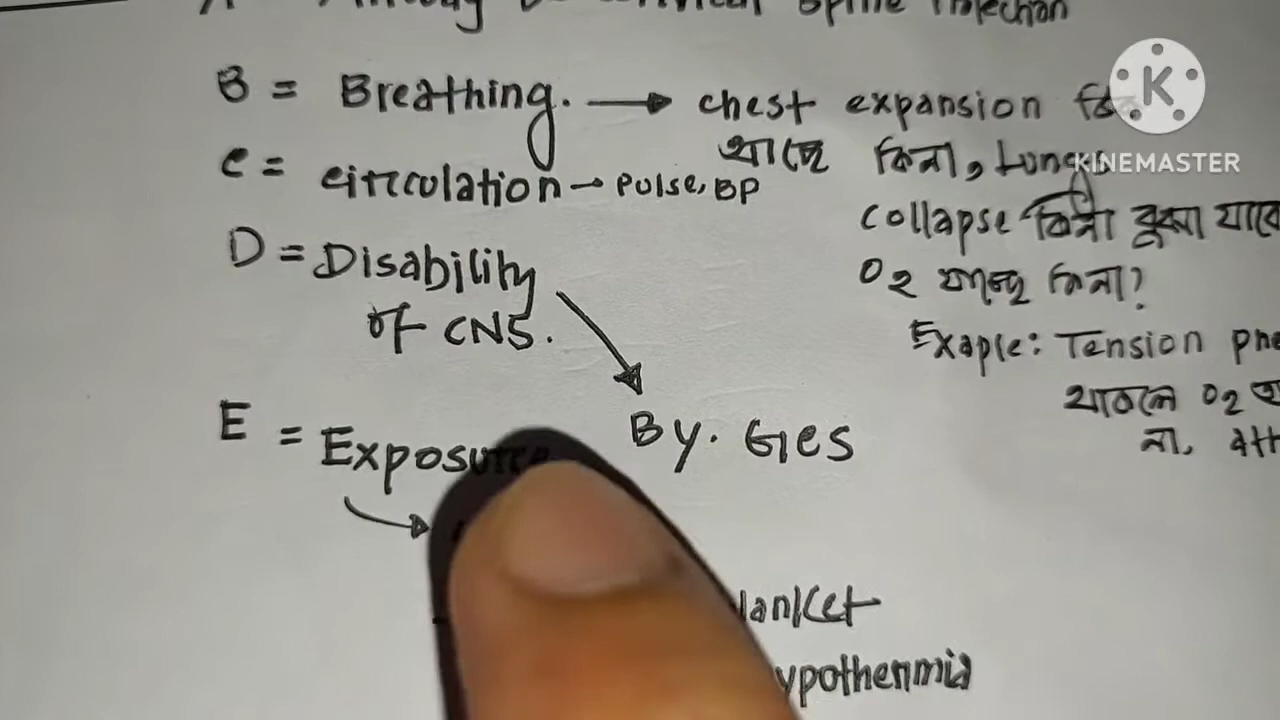 B = Breathing. → chest expansion
থাচ্ছে কিনা, Lungs
C = circulation → pulse, BP
collapse কিনা বুঝা যাবে
D = Disability
of CNS.
O2 যাচ্ছে কিনা?
Exaple: Tension pne
থাকলে O2
না,
By. GCS
E = Exposure
lanket
ypothermia
KINEMASTER